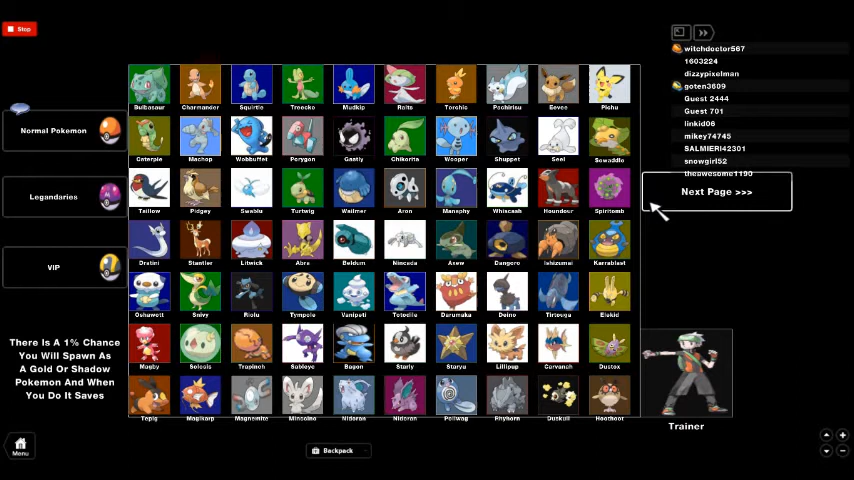 Stop
witchdoctor567
1603224
dizzypixelman
goten3609
Guest 2444
Guest 701
linkid06
mikey74745
SALMIERI42301
snowgirl52
theawesome1190
Bulbasaur Charmander Squirtle Treecko Mudkip Ralts Torchic Pachirisu Eevee Pichu
Normal Pokemon
Caterpie Machop Wobbuffet Porygon Gastly Chikorita Wooper Shuppet Seel Sewaddle
Next Page >>>
Legendaries
Taillow Pidgey Swablu Turtwig Wailmer Aron Manaphy Whiscash Houndour Spiritomb
VIP
Dratini Stantler Litwick Abra Beldum Nincada Axew Dangoro Ishizumai Karrablast
Oshawott Snivy Riolu Tympole Vanipeti Totodile Darumaka Deino Tirtouga Elekid
There Is A 1% Chance
You Will Spawn As
A Gold Or Shadow
Pokemon And When
You Do It Saves
Magby Solosis Trapinch Sableye Bagon Starly Staryu Lillipup Carvanah Dustox
Tepig Magikarp Magnemite Minccino Nidoran Nidoran Poliwag Rhyhorn Duskull Hoothoot
Trainer
Menu
Backpack